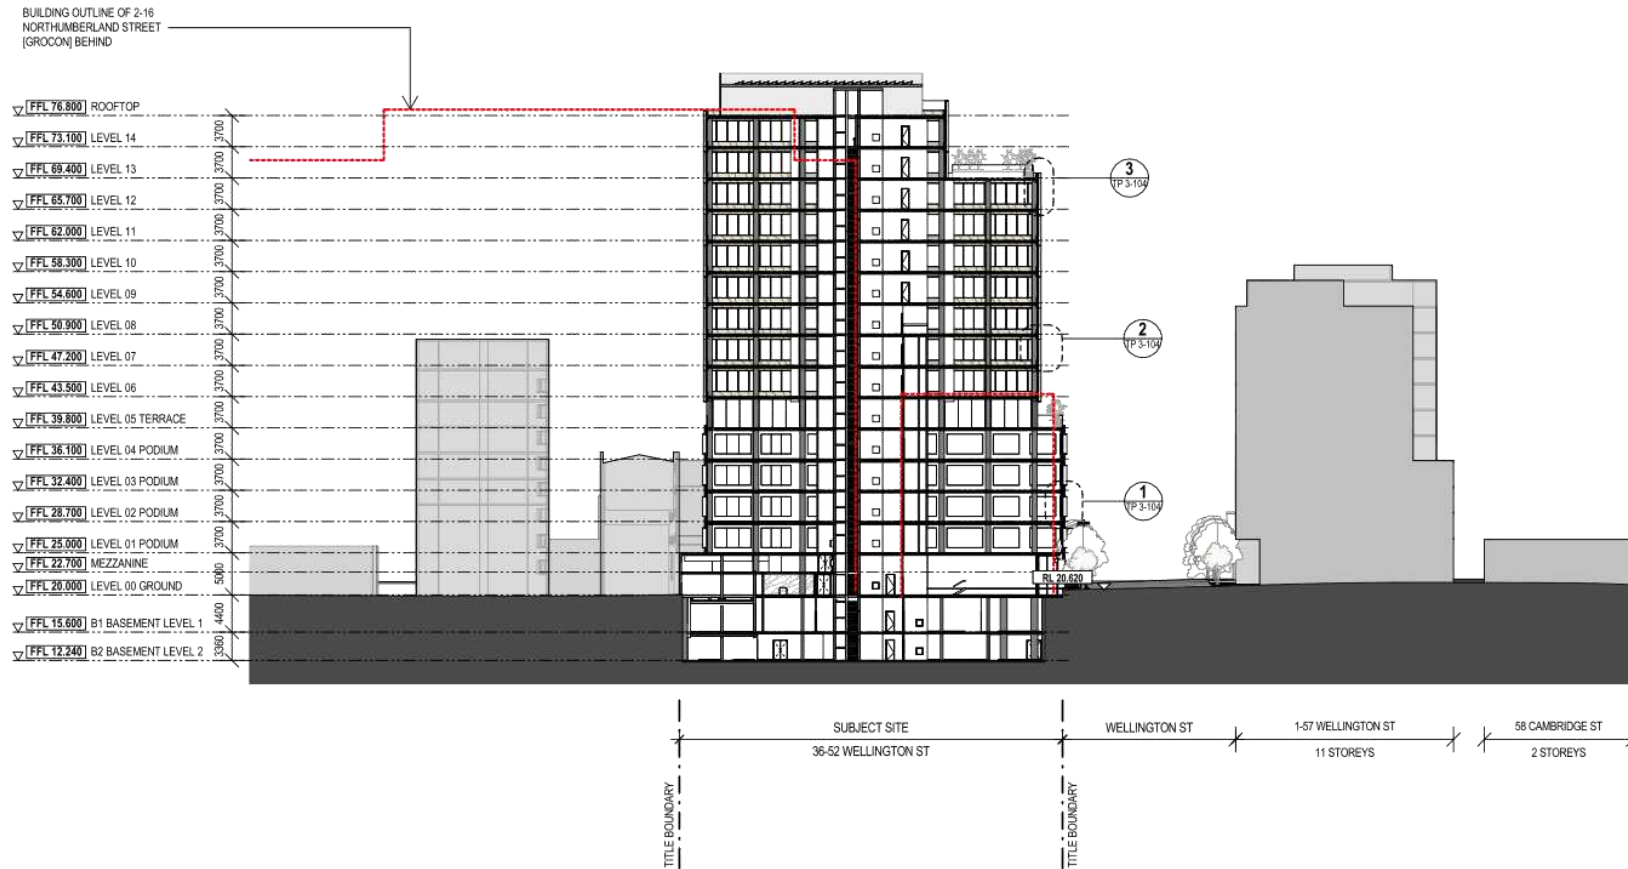 BUILDING OUTLINE OF 2-16
NORTHUMBERLAND STREET
[GROCON] BEHIND
FFL 76.800 ROOFTOP
3700
FFL 73.100 LEVEL 14
3700
FFL 69.400 LEVEL 13
3700
FFL 65.700 LEVEL 12
3700
FFL 62.000 LEVEL 11
3700
FFL 58.300 LEVEL 10
3700
FFL 54.600 LEVEL 09
3700
FFL 50.900 LEVEL 08
3700
FFL 47.200 LEVEL 07
3700
FFL 43.500 LEVEL 06
3700
FFL 39.800 LEVEL 05 TERRACE
3700
FFL 36.100 LEVEL 04 PODIUM
3700
FFL 32.400 LEVEL 03 PODIUM
3700
FFL 28.700 LEVEL 02 PODIUM
3700
FFL 25.000 LEVEL 01 PODIUM
FFL 22.700 MEZZANINE
5000
FFL 20.000 LEVEL 00 GROUND
4400
FFL 15.600 B1 BASEMENT LEVEL 1
3360
FFL 12.240 B2 BASEMENT LEVEL 2
3
TP 3-104
2
TP 3-104
1
TP 3-104
RL 20.620
SUBJECT SITE
36-52 WELLINGTON ST
WELLINGTON ST
1-57 WELLINGTON ST
11 STOREYS
58 CAMBRIDGE ST
2 STOREYS
TITLE BOUNDARY
TITLE BOUNDARY